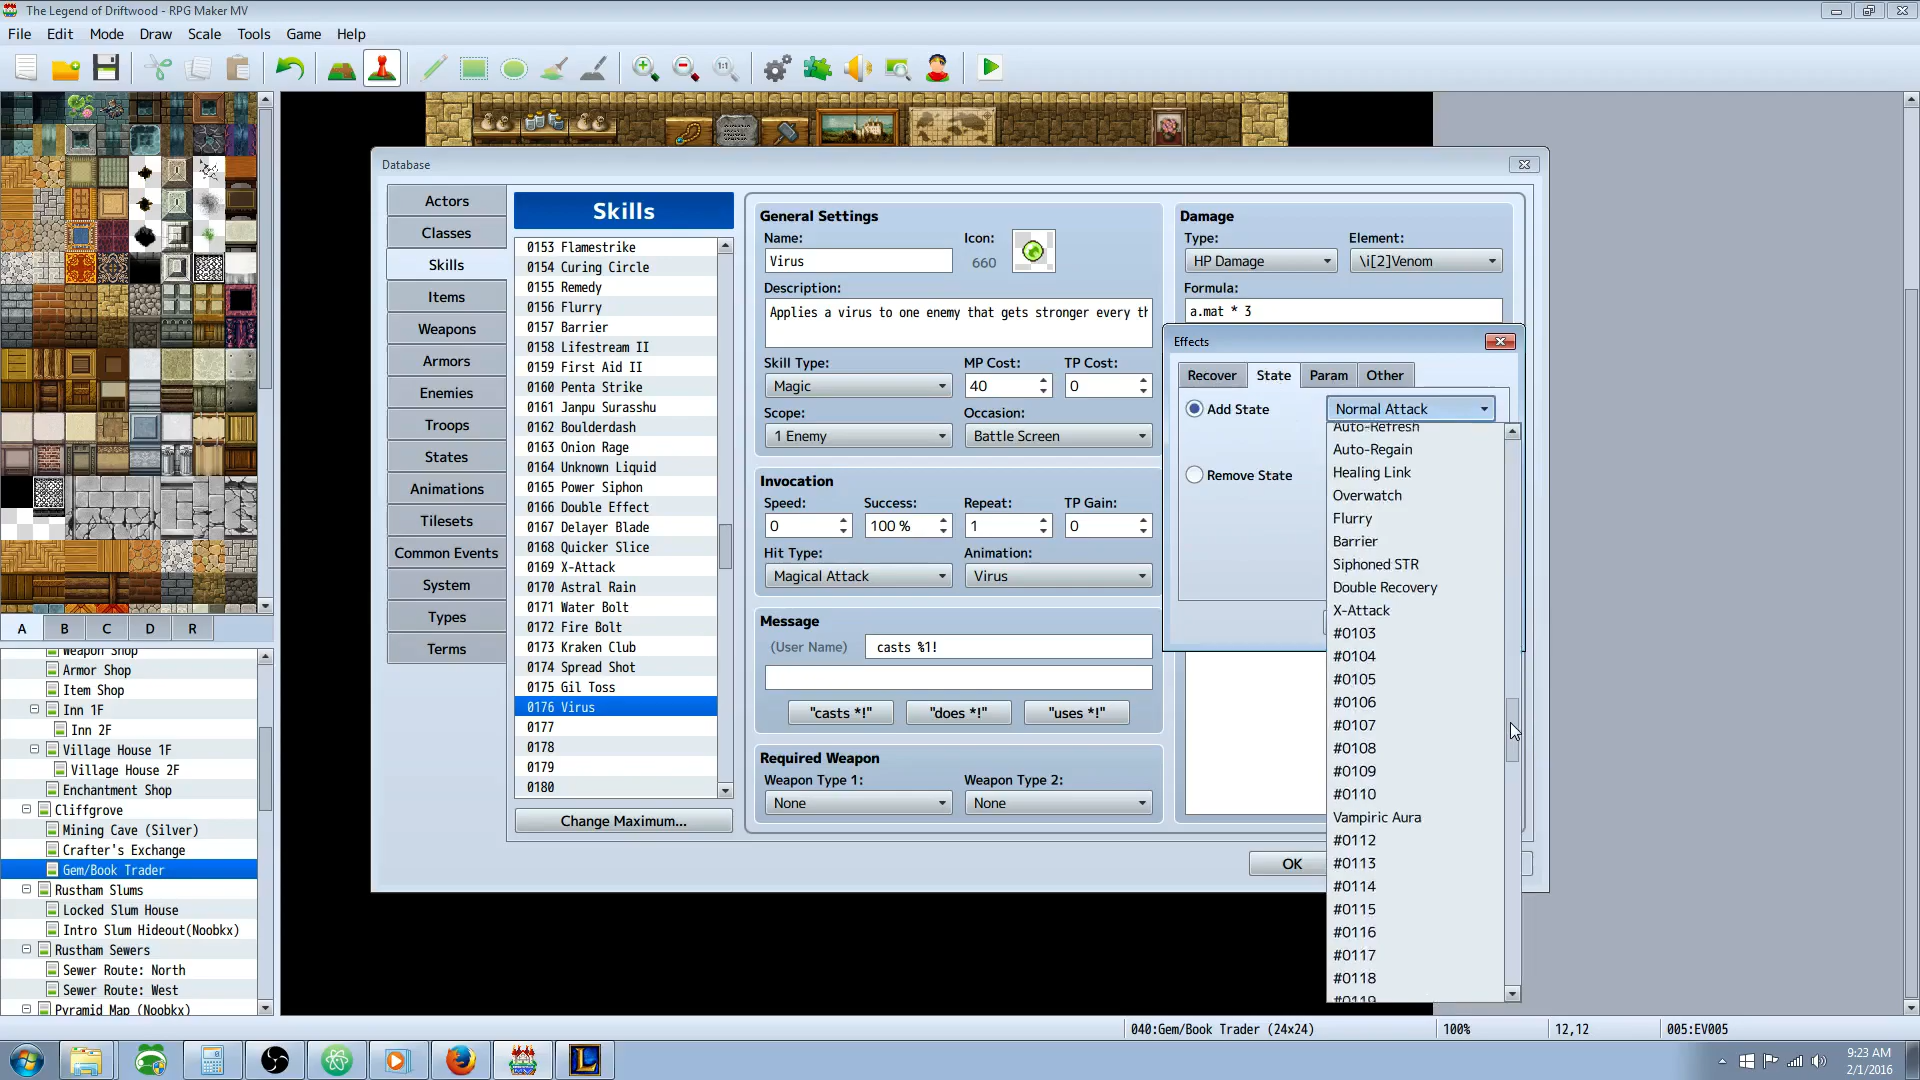 The Legend of Driftwood - RPG Maker MV
File Edit Mode Draw Scale Tools Game Help
1:1
Database
Actors
Classes
Skills
Items
Weapons
Armors
Enemies
Troops
States
Animations
Tilesets
Common Events
System
Types
Terms
Skills
0153 Flamestrike
0154 Curing Circle
0155 Remedy
0156 Flurry
0157 Barrier
0158 Lifestream II
0159 First Aid II
0160 Penta Strike
0161 Janpu Surasshu
0162 Boulderdash
0163 Onion Rage
0164 Unknown Liquid
0165 Power Siphon
0166 Double Effect
0167 Delayer Blade
0168 Quicker Slice
0169 X-Attack
0170 Astral Rain
0171 Water Bolt
0172 Fire Bolt
0173 Kraken Club
0174 Spread Shot
0175 Gil Toss
0176 Virus
0177
0178
0179
0180
Change Maximum...
General Settings
Name: Icon:
Virus 660
Description:
Applies a virus to one enemy that gets stronger every th
Skill Type: MP Cost: TP Cost:
Magic 40 0
Scope: Occasion:
1 Enemy Battle Screen
Invocation
Speed: Success: Repeat: TP Gain:
0 100 % 1 0
Hit Type: Animation:
Magical Attack Virus
Message
(User Name) casts %1!
"casts *!" "does *!" "uses *!"
Required Weapon
Weapon Type 1: Weapon Type 2:
None None
Damage
Type: Element:
HP Damage \i[2]Venom
Formula:
a.mat * 3
Effects
Recover State Param Other
Add State Normal Attack
Remove State
Auto-Refresh
Auto-Regain
Healing Link
Overwatch
Flurry
Barrier
Siphoned STR
Double Recovery
X-Attack
#0103
#0104
#0105
#0106
#0107
#0108
#0109
#0110
Vampiric Aura
#0112
#0113
#0114
#0115
#0116
#0117
#0118
#0119
OK
A B C D R
Weapon Shop
Armor Shop
Item Shop
Inn 1F
Inn 2F
Village House 1F
Village House 2F
Enchantment Shop
Cliffgrove
Mining Cave (Silver)
Crafter's Exchange
Gem/Book Trader
Rustham Slums
Locked Slum House
Intro Slum Hideout(Noobkx)
Rustham Sewers
Sewer Route: North
Sewer Route: West
Pyramid Map (Noobkx)
040:Gem/Book Trader (24x24) 100% 12,12 005:EV005
L
9:23 AM
2/1/2016